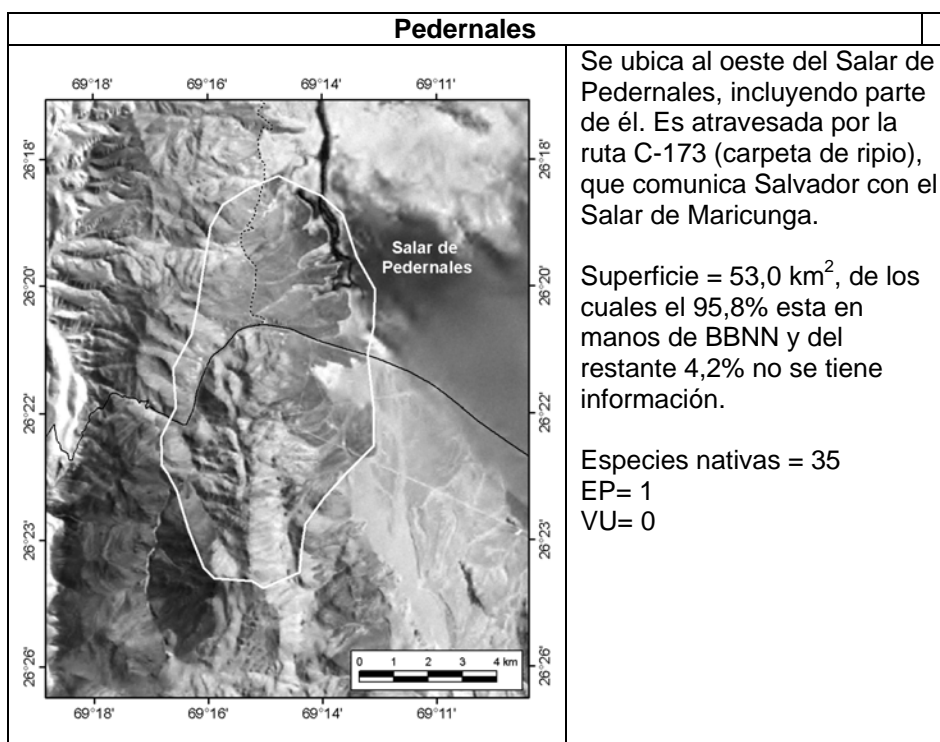 Pedernales
69°18' 69°16' 69°14' 69°11'
26°18' 26°18'
26°20' 26°20'
26°22' 26°22'
26°23' 26°23'
26°26' 26°26'
Salar de
Pedernales
0 1 2 3 4 km
69°18' 69°16' 69°14' 69°11'
Se ubica al oeste del Salar de
Pedernales, incluyendo parte
de él. Es atravesada por la
ruta C-173 (carpeta de ripio),
que comunica Salvador con el
Salar de Maricunga.
Superficie = 53,0 km², de los
cuales el 95,8% esta en
manos de BBNN y del
restante 4,2% no se tiene
información.
Especies nativas = 35
EP= 1
VU= 0